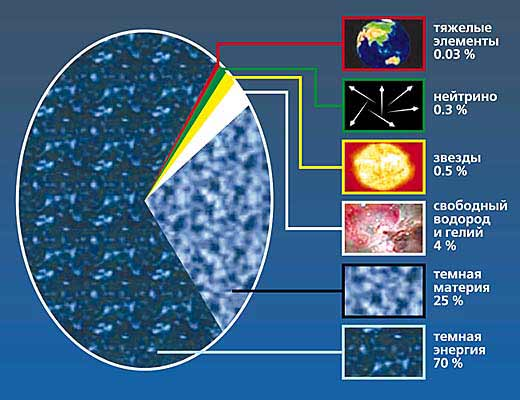 тяжелые
элементы
0.03 %
нейтрино
0.3 %
звезды
0.5 %
свободный
водород
и гелий
4 %
темная
материя
25 %
темная
энергия
70 %